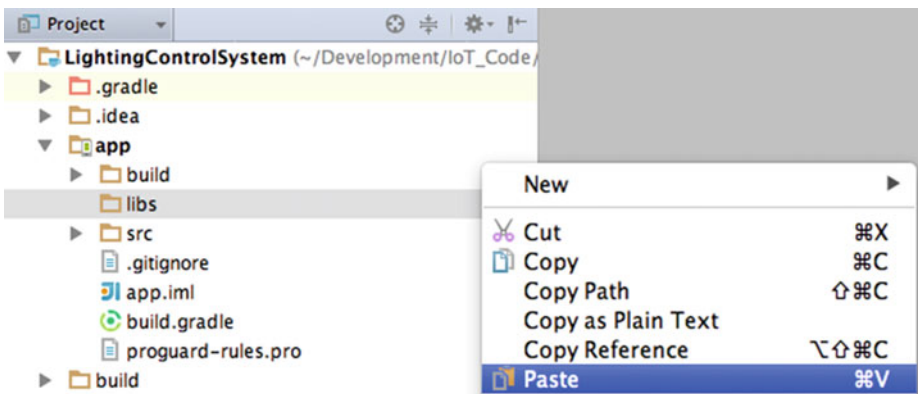 Project
LightingControlSystem (~/Development/IoT_Code/
.gradle
.idea
app
build
libs
src
.gitignore
app.iml
build.gradle
proguard-rules.pro
build
New
Cut ⌘X
Copy ⌘C
Copy Path ⇧⌘C
Copy as Plain Text
Copy Reference ⌥⇧⌘C
Paste ⌘V